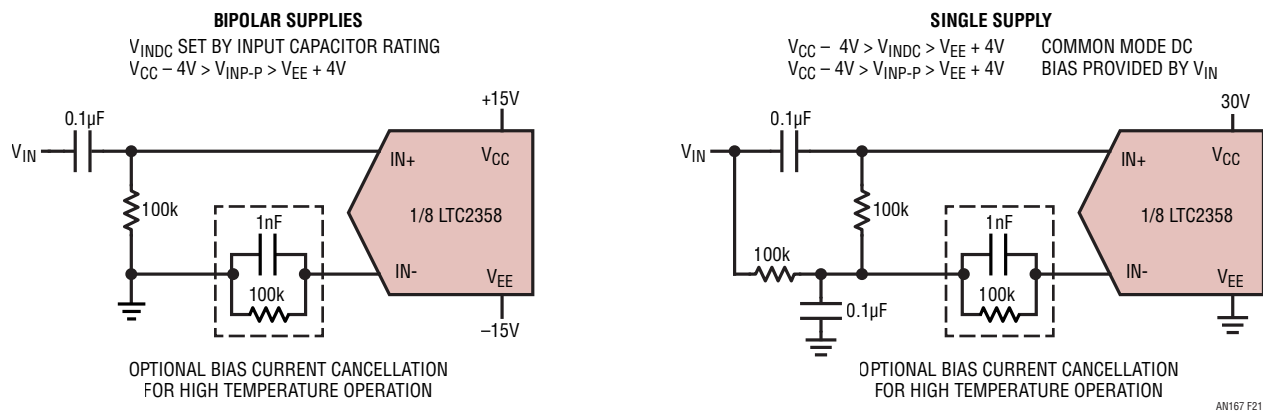 BIPOLAR SUPPLIES
VINDC SET BY INPUT CAPACITOR RATING
VCC – 4V > VINP-P > VEE + 4V
+15V
0.1µF
VIN
IN+
VCC
100k
1nF
1/8 LTC2358
IN-
VEE
100k
–15V
OPTIONAL BIAS CURRENT CANCELLATION
FOR HIGH TEMPERATURE OPERATION
SINGLE SUPPLY
VCC – 4V > VINDC > VEE + 4V COMMON MODE DC
VCC – 4V > VINP-P > VEE + 4V BIAS PROVIDED BY VIN
30V
0.1µF
VIN
IN+
VCC
100k
1nF
1/8 LTC2358
100k
IN-
VEE
100k
0.1µF
OPTIONAL BIAS CURRENT CANCELLATION
FOR HIGH TEMPERATURE OPERATION
AN167 F21